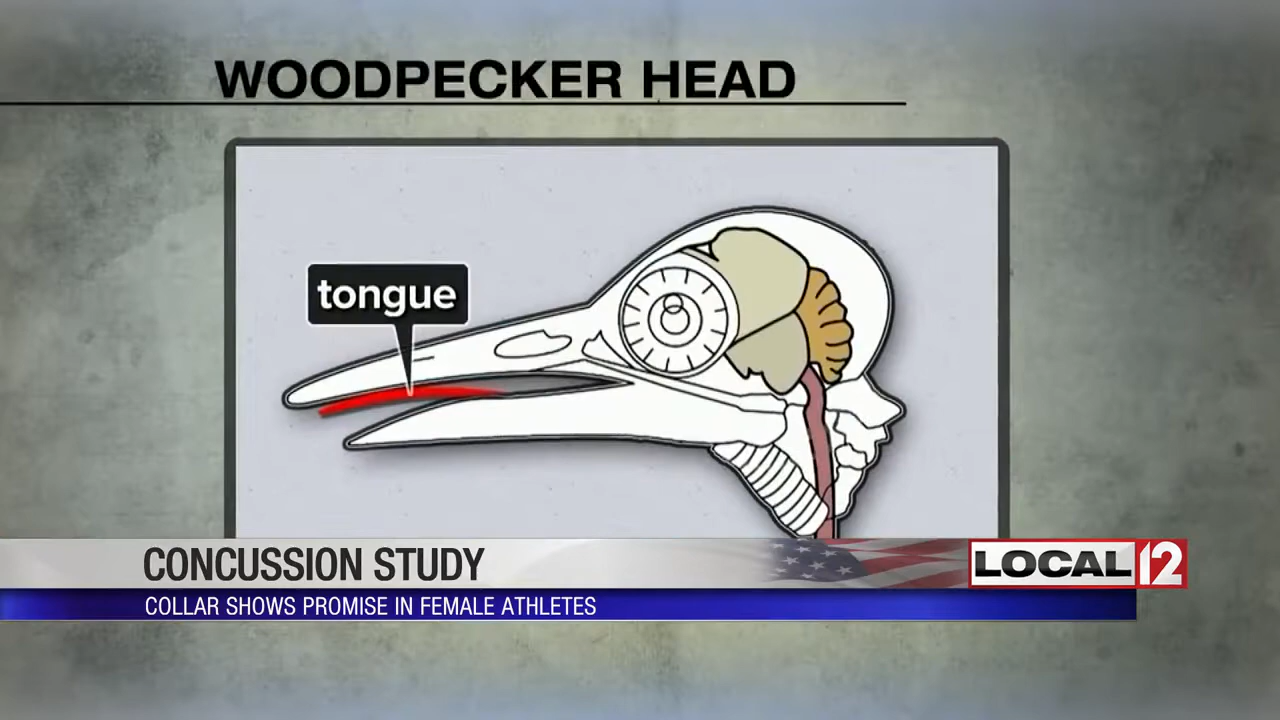 WOODPECKER HEAD
tongue
CONCUSSION STUDY
LOCAL 12
COLLAR SHOWS PROMISE IN FEMALE ATHLETES